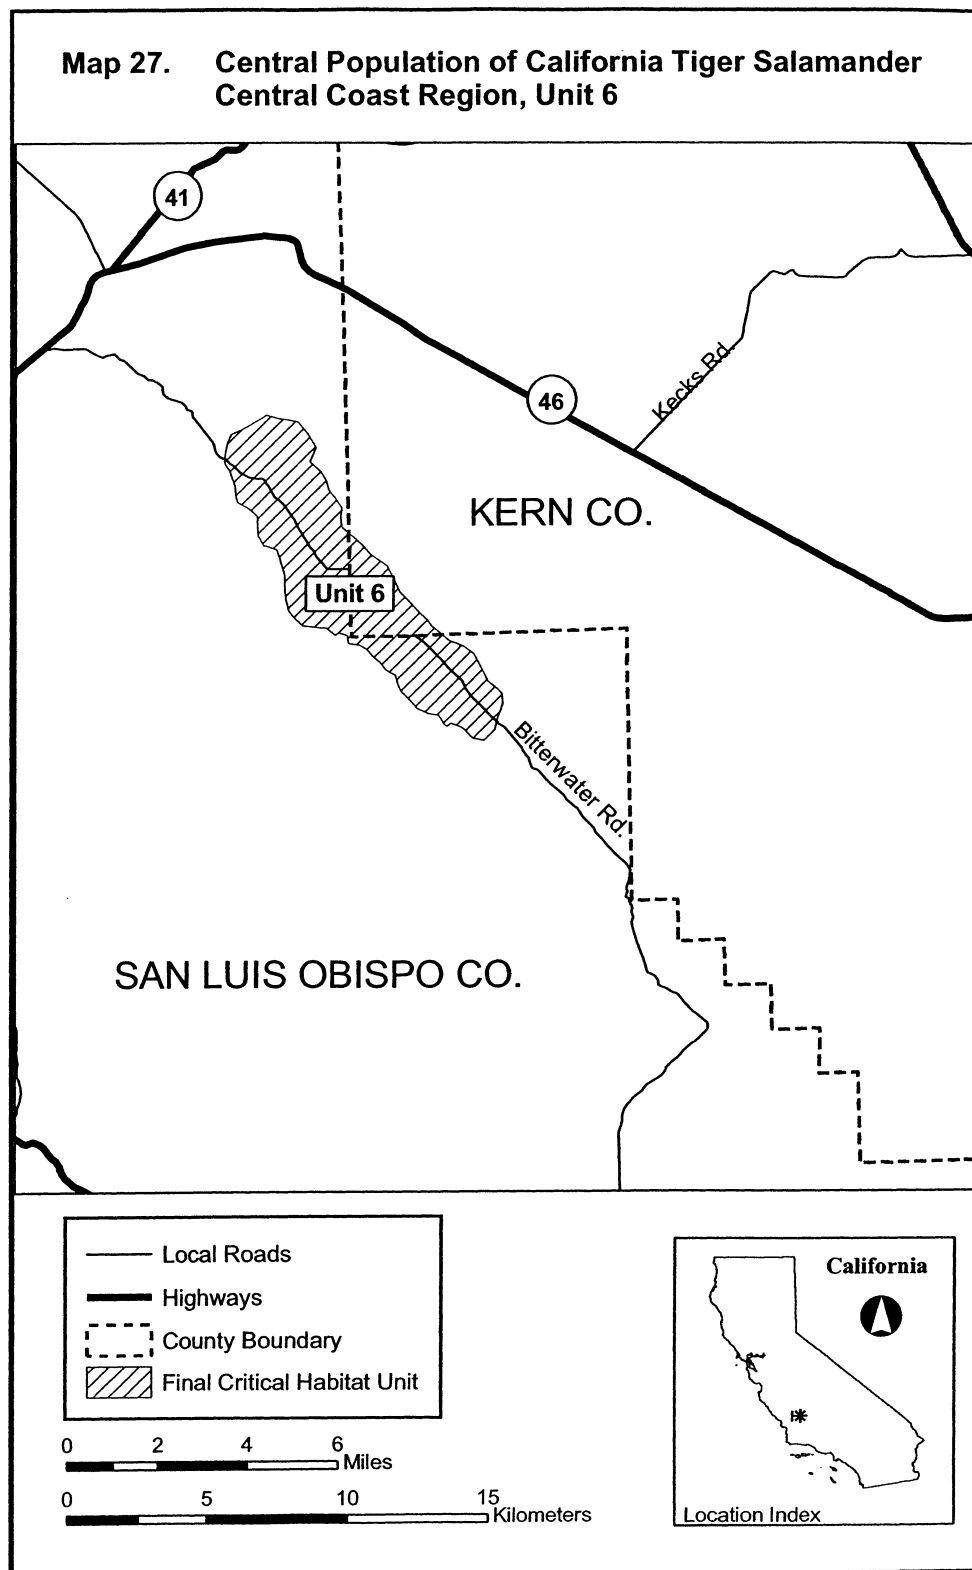 Map 27. Central Population of California Tiger Salamander
Central Coast Region, Unit 6
41
46
Kecks Rd.
KERN CO.
Unit 6
Bitterwater Rd.
SAN LUIS OBISPO CO.
Local Roads
Highways
County Boundary
Final Critical Habitat Unit
0 2 4 6
Miles
0 5 10 15
Kilometers
California
Location Index